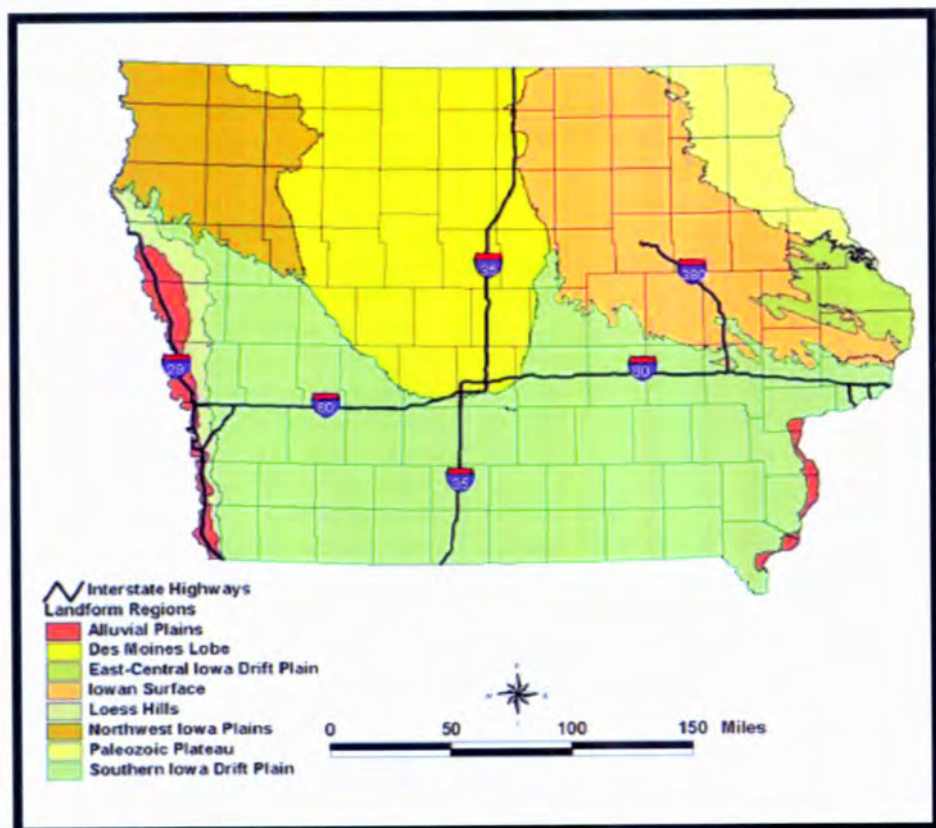 35
380
29
80
80
35
Interstate Highways
Landform Regions
Alluvial Plains
Des Moines Lobe
East-Central Iowa Drift Plain
Iowan Surface
Loess Hills
Northwest Iowa Plains
Paleozoic Plateau
Southern Iowa Drift Plain
0 50 100 150 Miles